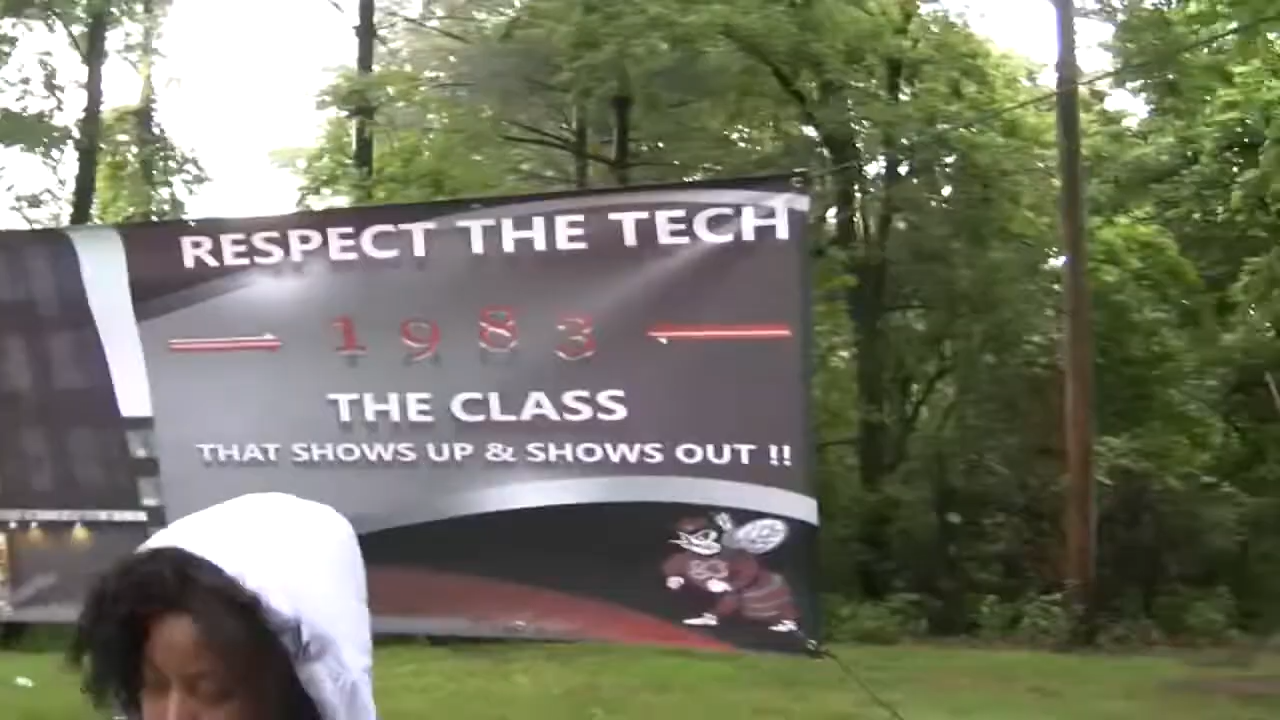 RESPECT THE TECH
1983
THE CLASS
THAT SHOWS UP & SHOWS OUT !!